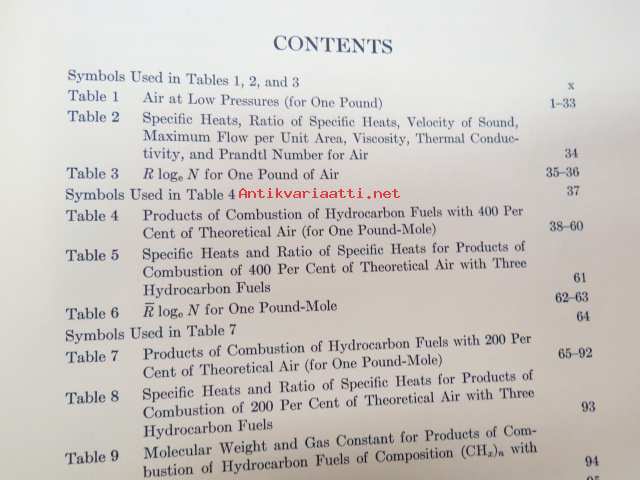 CONTENTS
Symbols Used in Tables 1, 2, and 3 x
Table 1 Air at Low Pressures (for One Pound) 1–33
Table 2 Specific Heats, Ratio of Specific Heats, Velocity of Sound,
Maximum Flow per Unit Area, Viscosity, Thermal Conduc-
tivity, and Prandtl Number for Air 34
Table 3 R logₑ N for One Pound of Air 35–36
Symbols Used in Table 4 37
Antikvariaatti.net
Table 4 Products of Combustion of Hydrocarbon Fuels with 400 Per
Cent of Theoretical Air (for One Pound-Mole) 38–60
Table 5 Specific Heats and Ratio of Specific Heats for Products of
Combustion of 400 Per Cent of Theoretical Air with Three
Hydrocarbon Fuels 61
Table 6 R̅ logₑ N for One Pound-Mole 62–63
Symbols Used in Table 7 64
Table 7 Products of Combustion of Hydrocarbon Fuels with 200 Per
Cent of Theoretical Air (for One Pound-Mole) 65–92
Table 8 Specific Heats and Ratio of Specific Heats for Products of
Combustion of 200 Per Cent of Theoretical Air with Three
Hydrocarbon Fuels 93
Table 9 Molecular Weight and Gas Constant for Products of Com-
bustion of Hydrocarbon Fuels of Composition (CHₓ)ₙ with
94